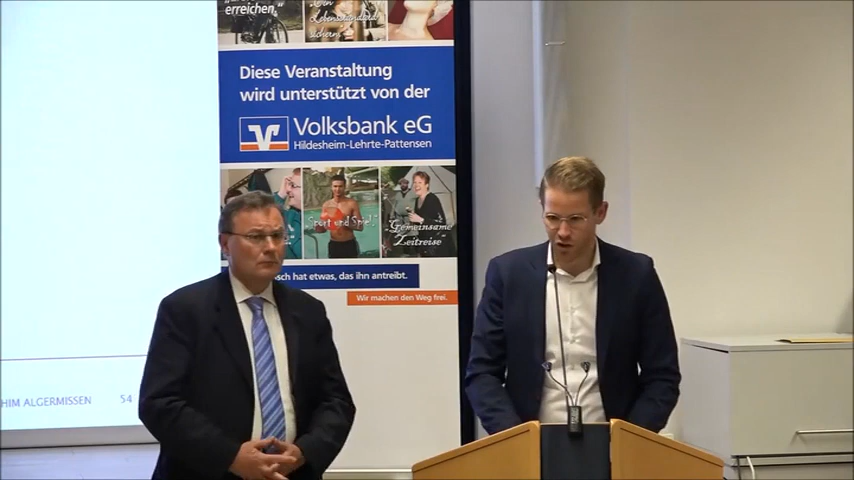 erreichen."
sichern."
Diese Veranstaltung
wird unterstützt von der
Volksbank eG
Hildesheim-Lehrte-Pattensen
"Sport und Spiel."
"Gemeinsame
Zeitreise"
sch hat etwas, das ihn antreibt.
Wir machen den Weg frei.
HIM ALGERMISSEN 54